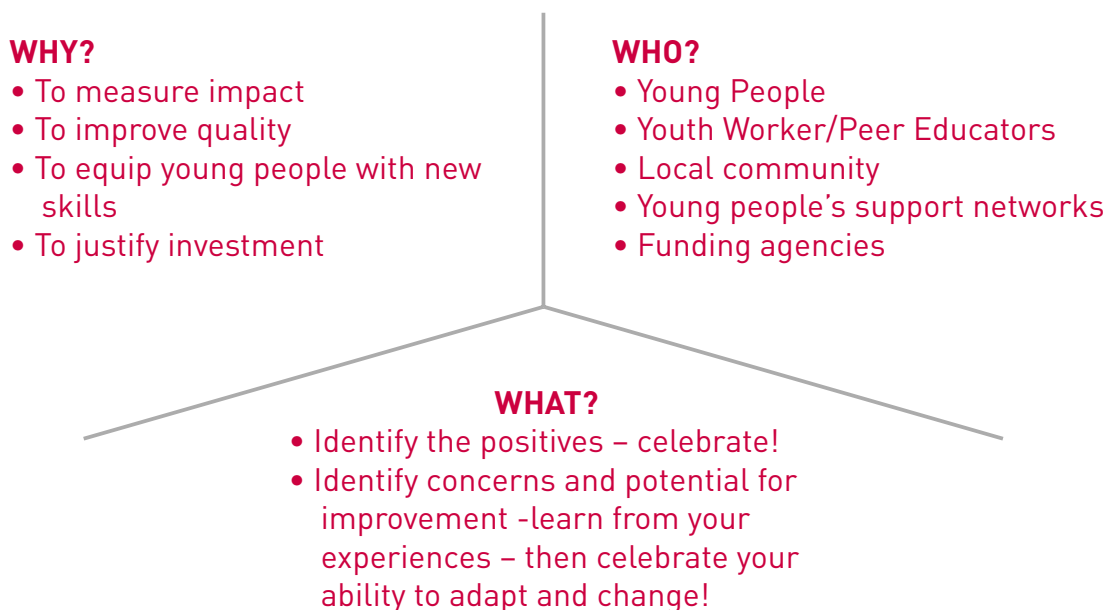 WHY?
• To measure impact
• To improve quality
• To equip young people with new
skills
• To justify investment
WHO?
• Young People
• Youth Worker/Peer Educators
• Local community
• Young people’s support networks
• Funding agencies
WHAT?
• Identify the positives – celebrate!
• Identify concerns and potential for
improvement -learn from your
experiences – then celebrate your
ability to adapt and change!